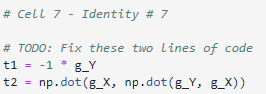 # Cell 7 - Identity # 7
# TODO: Fix these two lines of code
t1 = -1 * g_Y
t2 = np.dot(g_X, np.dot(g_Y, g_X))